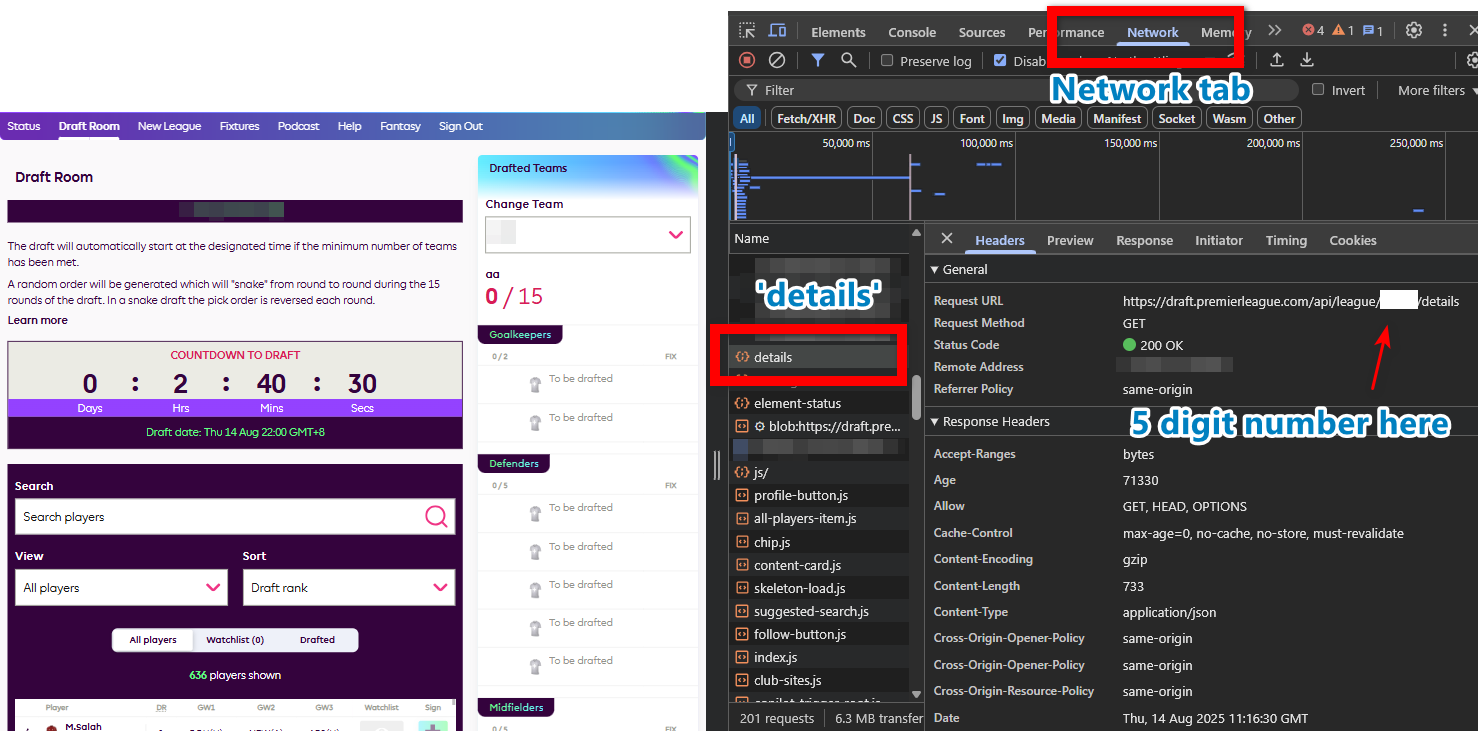 Status Draft Room New League Fixtures Podcast Help Fantasy Sign Out
Draft Room
The draft will automatically start at the designated time if the minimum number of teams
has been met.
A random order will be generated which will "snake" from round to round during the 15
rounds of the draft. In a snake draft the pick order is reversed each round.
Learn more
COUNTDOWN TO DRAFT
0 : 2 : 40 : 30
Days Hrs Mins Secs
Draft date: Thu 14 Aug 22:00 GMT+8
Search
Search players
View Sort
All players Draft rank
All players Watchlist (0) Drafted
636 players shown
Player DR GW1 GW2 GW3 Watchlist Sign
M.Salah
Drafted Teams
Change Team
aa
0 / 15
Goalkeepers
0/2 FIX
To be drafted
To be drafted
Defenders
0/5 FIX
To be drafted
To be drafted
To be drafted
To be drafted
To be drafted
Midfielders
0/5 FIX
Elements Console Sources Performance Network Memory 4 1 1
Preserve log
Network tab
Filter Invert More filters
All Fetch/XHR Doc CSS JS Font Img Media Manifest Socket Wasm Other
50,000 ms 100,000 ms 150,000 ms 200,000 ms 250,000 ms
Name
'details'
details
element-status
blob:https://draft.pre...
js/
profile-button.js
all-players-item.js
chip.js
content-card.js
skeleton-load.js
suggested-search.js
follow-button.js
index.js
club-sites.js
201 requests 6.3 MB transfer
Headers Preview Response Initiator Timing Cookies
General
Request URL https://draft.premierleague.com/api/league/ /details
Request Method GET
Status Code 200 OK
Remote Address
Referrer Policy same-origin
5 digit number here
Response Headers
Accept-Ranges bytes
Age 71330
Allow GET, HEAD, OPTIONS
Cache-Control max-age=0, no-cache, no-store, must-revalidate
Content-Encoding gzip
Content-Length 733
Content-Type application/json
Cross-Origin-Opener-Policy same-origin
Cross-Origin-Opener-Policy same-origin
Cross-Origin-Resource-Policy same-origin
Date Thu, 14 Aug 2025 11:16:30 GMT